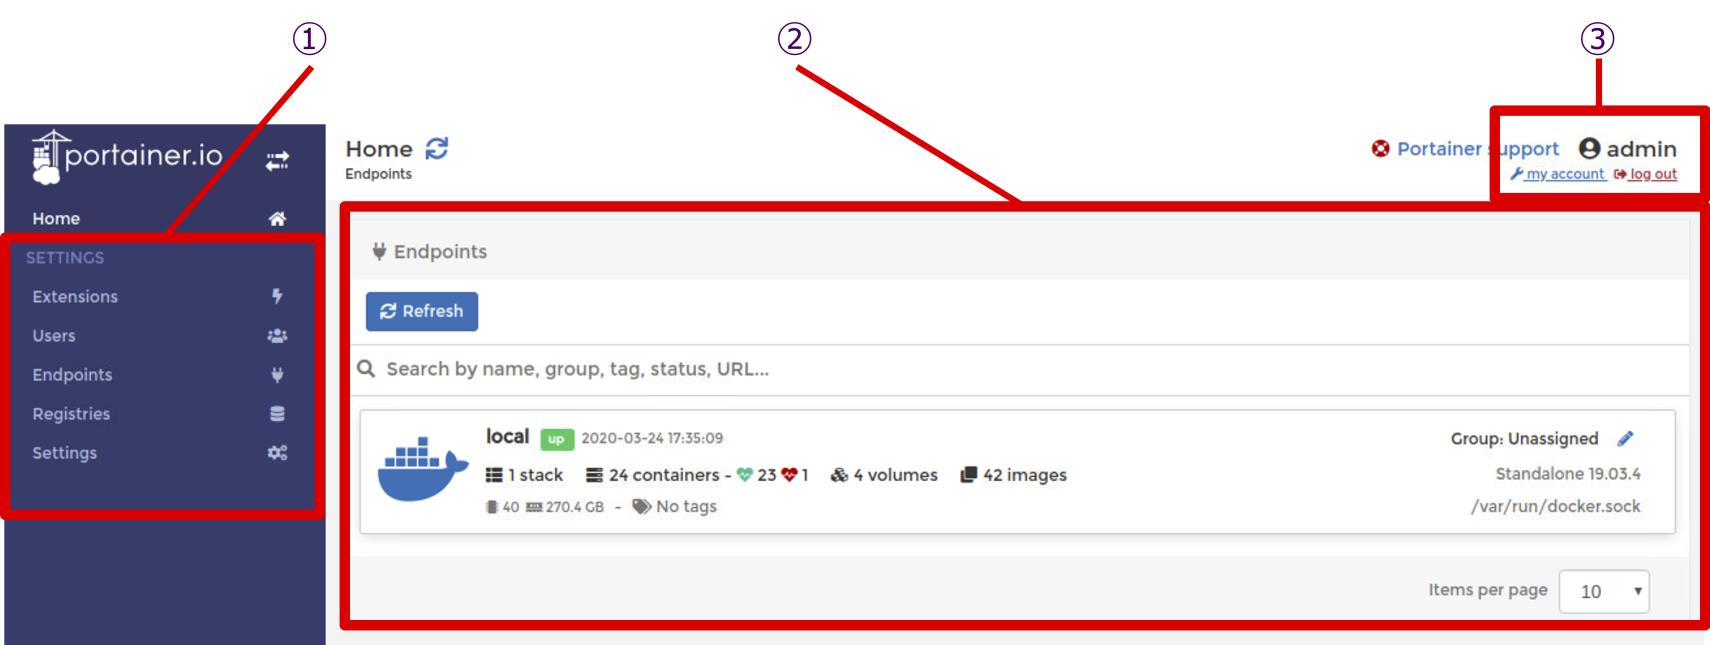 ① ② ③
portainer.io
Home
SETTINGS
Extensions
Users
Endpoints
Registries
Settings
Home
Endpoints
Portainer support admin
my account log out
Endpoints
Refresh
Search by name, group, tag, status, URL...
local up 2020-03-24 17:35:09 Group: Unassigned
1 stack 24 containers - 23 1 4 volumes 42 images Standalone 19.03.4
40 270.4 GB - No tags /var/run/docker.sock
Items per page 10